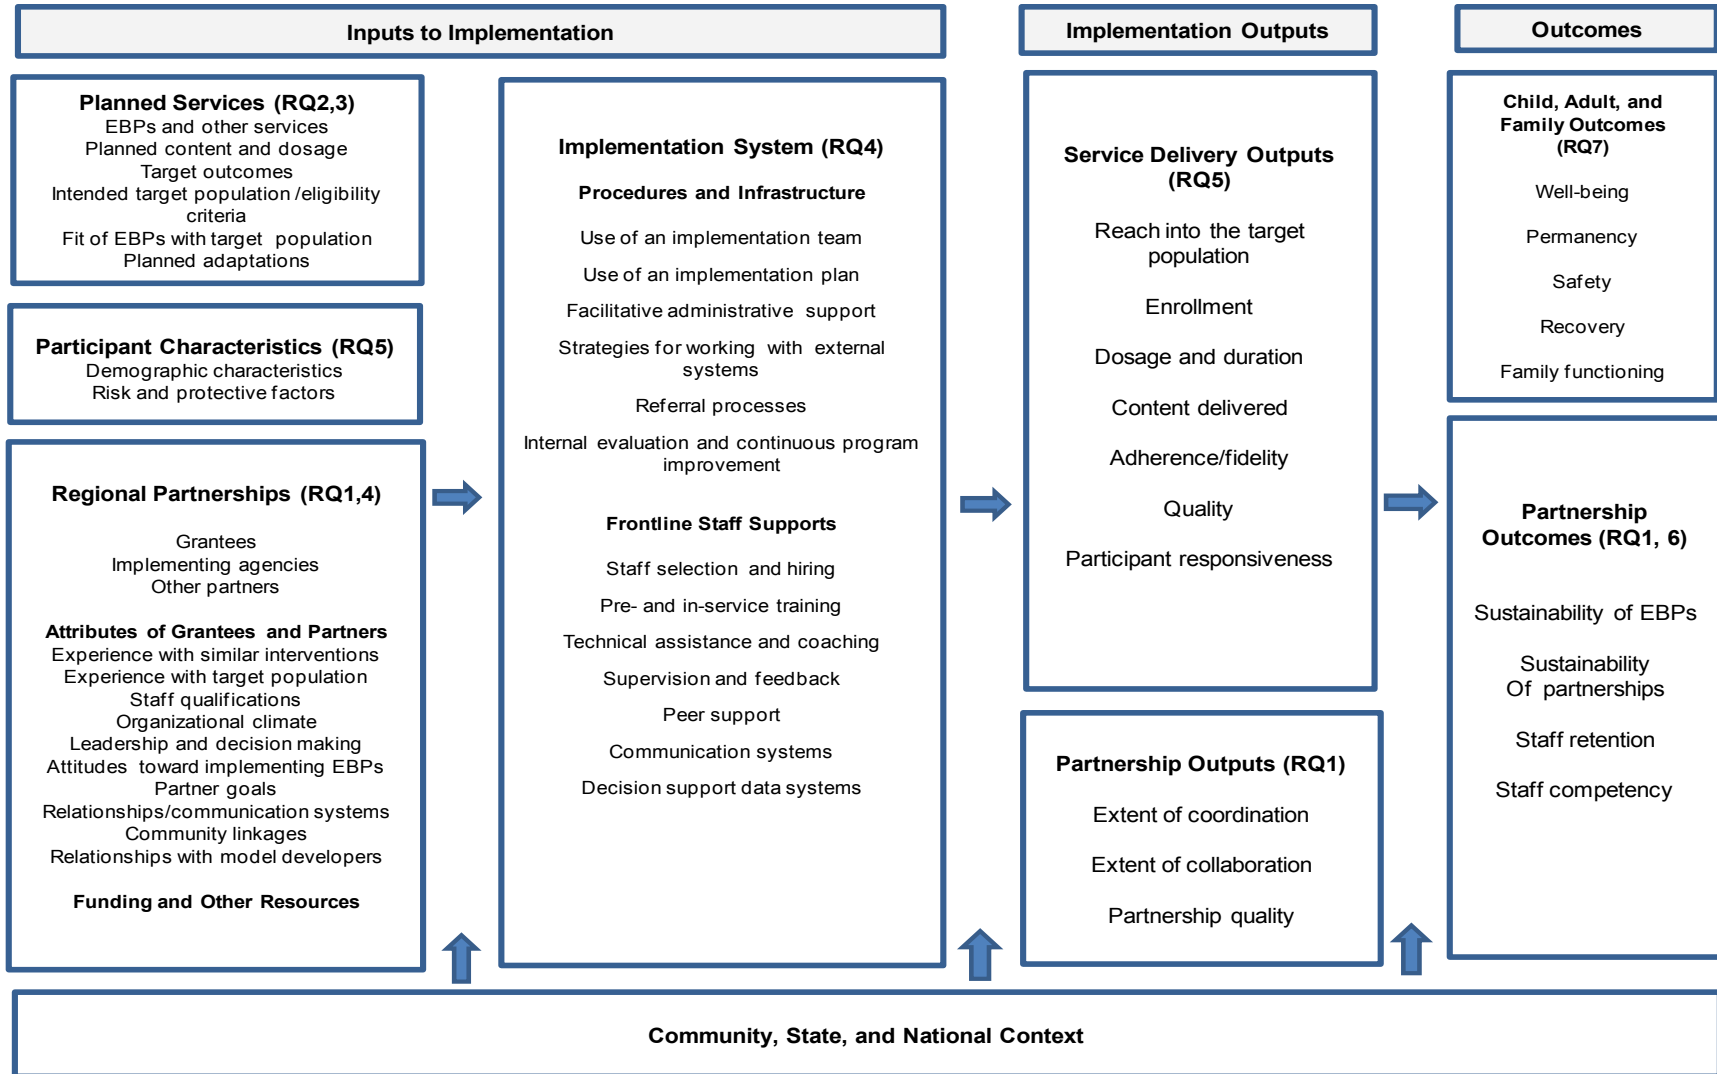 Inputs to Implementation
Planned Services (RQ2,3)
EBPs and other services
Planned content and dosage
Target outcomes
Intended target population /eligibility
criteria
Fit of EBPs with target population
Planned adaptations
Participant Characteristics (RQ5)
Demographic characteristics
Risk and protective factors
Regional Partnerships (RQ1,4)
Grantees
Implementing agencies
Other partners
Attributes of Grantees and Partners
Experience with similar interventions
Experience with target population
Staff qualifications
Organizational climate
Leadership and decision making
Attitudes toward implementing EBPs
Partner goals
Relationships/communication systems
Community linkages
Relationships with model developers
Funding and Other Resources
Implementation System (RQ4)
Procedures and Infrastructure
Use of an implementation team
Use of an implementation plan
Facilitative administrative support
Strategies for working with external
systems
Referral processes
Internal evaluation and continuous program
improvement
Frontline Staff Supports
Staff selection and hiring
Pre- and in-service training
Technical assistance and coaching
Supervision and feedback
Peer support
Communication systems
Decision support data systems
Implementation Outputs
Service Delivery Outputs
(RQ5)
Reach into the target
population
Enrollment
Dosage and duration
Content delivered
Adherence/fidelity
Quality
Participant responsiveness
Partnership Outputs (RQ1)
Extent of coordination
Extent of collaboration
Partnership quality
Outcomes
Child, Adult, and
Family Outcomes
(RQ7)
Well-being
Permanency
Safety
Recovery
Family functioning
Partnership
Outcomes (RQ1, 6)
Sustainability of EBPs
Sustainability
Of partnerships
Staff retention
Staff competency
Community, State, and National Context